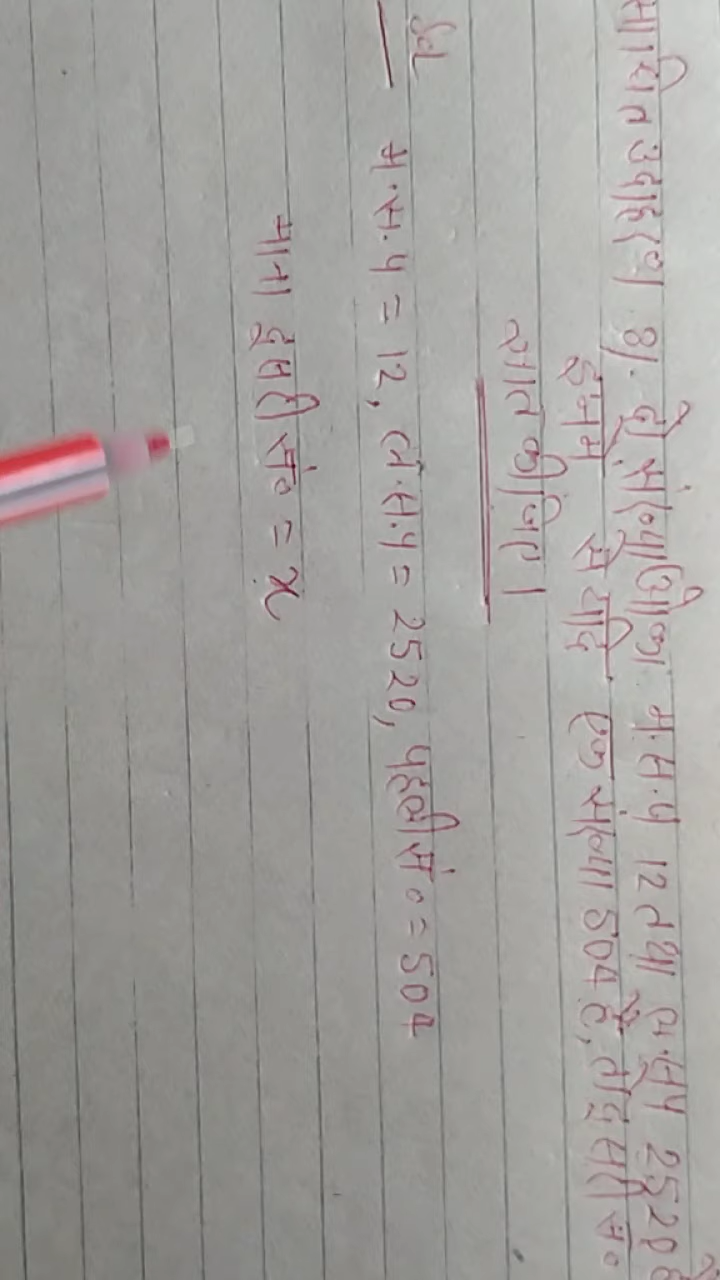 साधित उदाहरण 8). दो संख्याओं का म.स.प 12 तथा ल.स.प 2520 है
इनमें से यदि एक संख्या 504 है, तो दुसरी सं०
ज्ञात कीजिए।
हल
म.स.प = 12, ल.स.प = 2520, पहली सं० = 504
माना दुसरी सं० = x